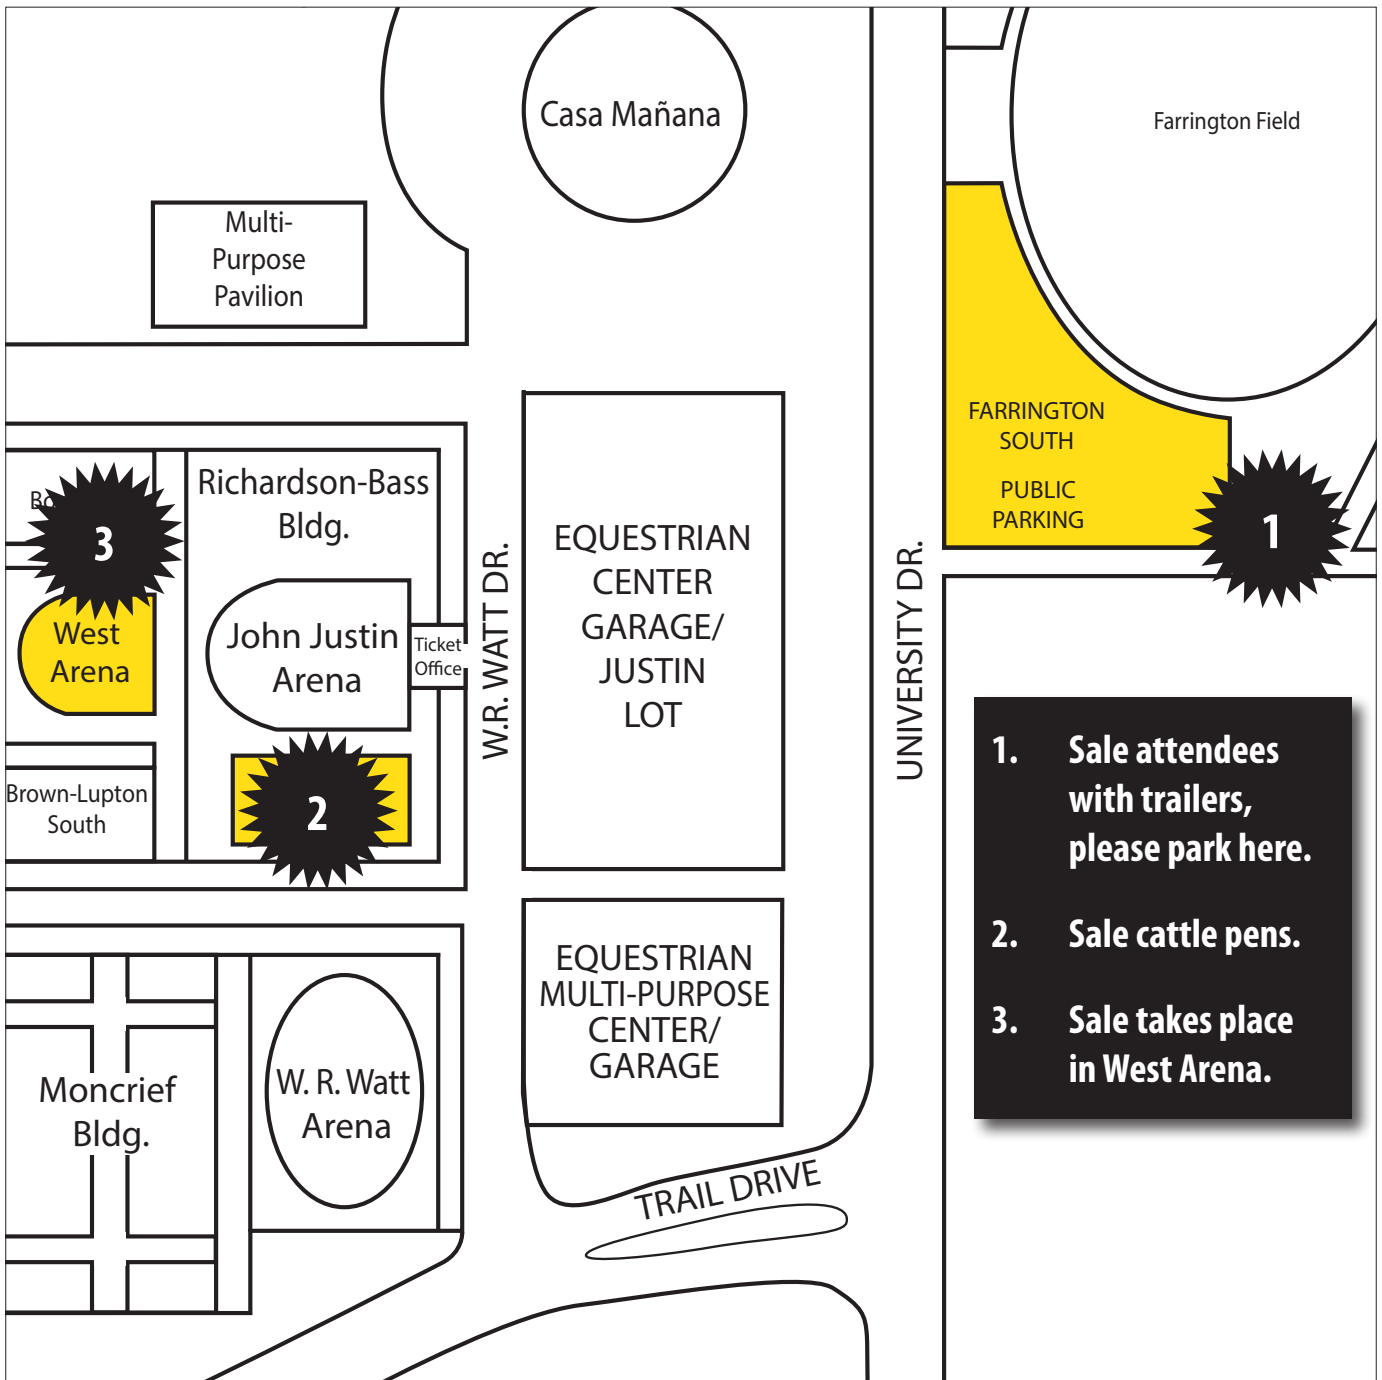 Casa Mañana
Farrington Field
Multi-
Purpose
Pavilion
FARRINGTON
SOUTH
PUBLIC
PARKING
1
3
Richardson-Bass
Bldg.
EQUESTRIAN
CENTER
GARAGE/
JUSTIN
LOT
W.R. WATT DR.
UNIVERSITY DR.
West
Arena
John Justin
Arena
Ticket
Office
2
Brown-Lupton
South
1. Sale attendees
with trailers,
please park here.
2. Sale cattle pens.
3. Sale takes place
in West Arena.
EQUESTRIAN
MULTI-PURPOSE
CENTER/
GARAGE
Moncrief
Bldg.
W. R. Watt
Arena
TRAIL DRIVE